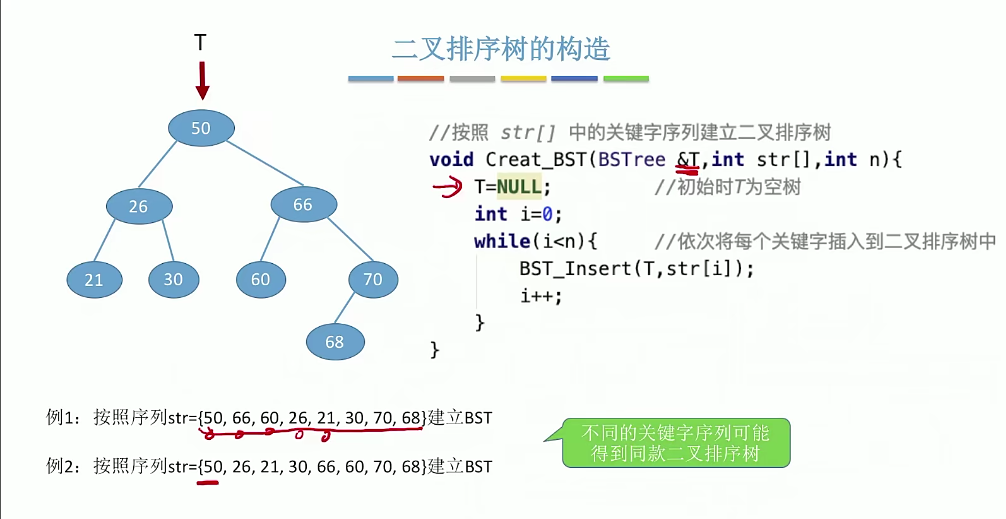 二叉排序树的构造
T
50
26
66
21
30
60
70
68
//按照 str[] 中的关键字序列建立二叉排序树
void Creat_BST(BSTree &T,int str[],int n){
T=NULL; //初始时T为空树
int i=0;
while(i<n){ //依次将每个关键字插入到二叉排序树中
BST_Insert(T,str[i]);
i++;
}
}
例1：按照序列str={50, 66, 60, 26, 21, 30, 70, 68}建立BST
例2：按照序列str={50, 26, 21, 30, 66, 60, 70, 68}建立BST
不同的关键字序列可能
得到同款二叉排序树